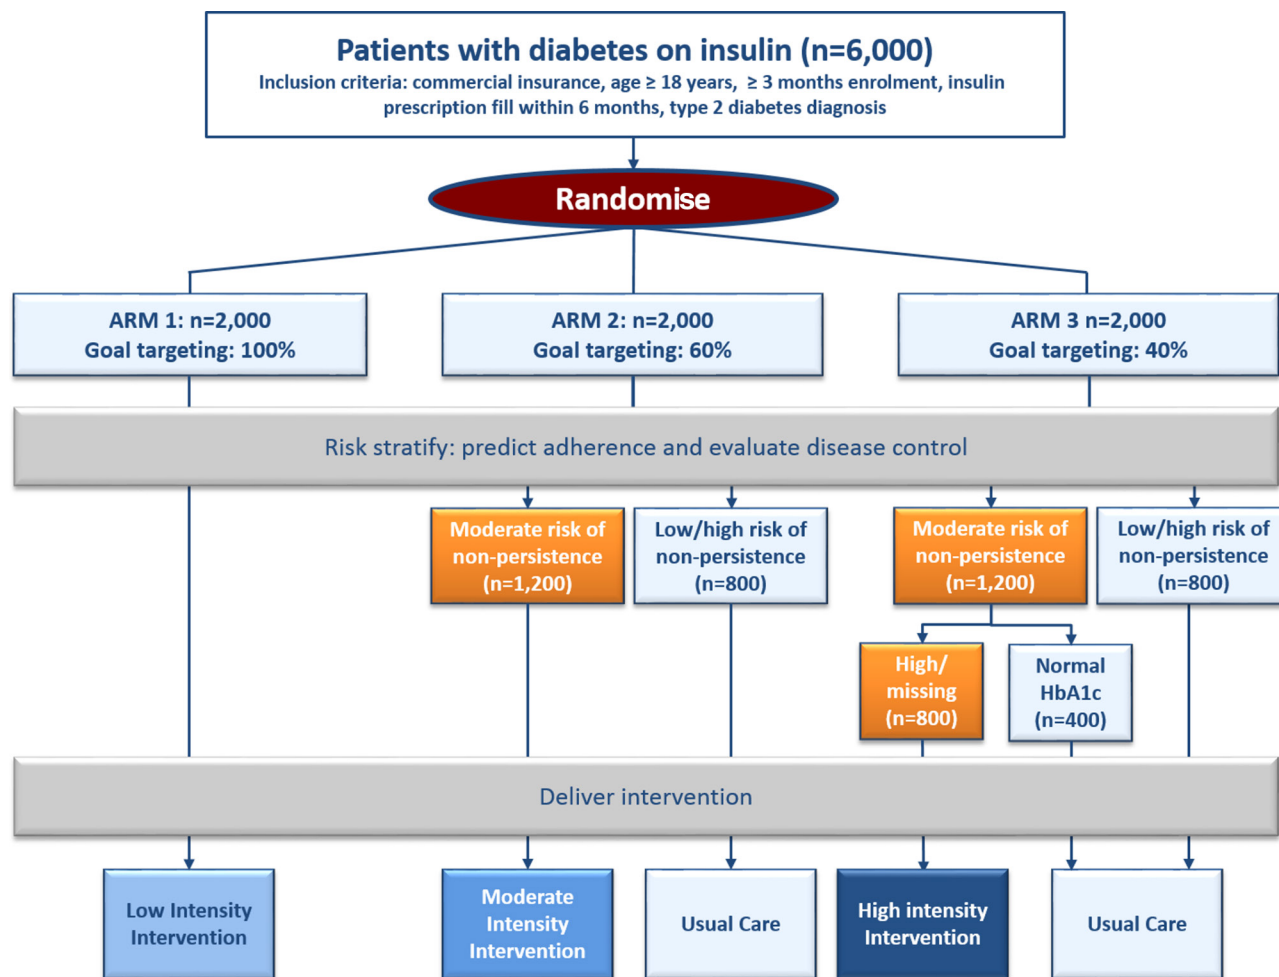 Patients with diabetes on insulin (n=6,000)
Inclusion criteria: commercial insurance, age ≥ 18 years, ≥ 3 months enrolment, insulin
prescription fill within 6 months, type 2 diabetes diagnosis
Randomise
ARM 1: n=2,000
Goal targeting: 100%
ARM 2: n=2,000
Goal targeting: 60%
ARM 3 n=2,000
Goal targeting: 40%
Risk stratify: predict adherence and evaluate disease control
Moderate risk of
non-persistence
(n=1,200)
Low/high risk of
non-persistence
(n=800)
Moderate risk of
non-persistence
(n=1,200)
Low/high risk of
non-persistence
(n=800)
High/
missing
(n=800)
Normal
HbA1c
(n=400)
Deliver intervention
Low Intensity
Intervention
Moderate
Intensity
Intervention
Usual Care
High intensity
Intervention
Usual Care